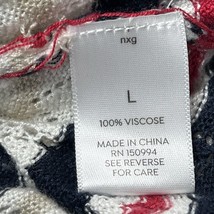 nxg
L
100% VISCOSE
MADE IN CHINA
RN 150994
SEE REVERSE
FOR CARE